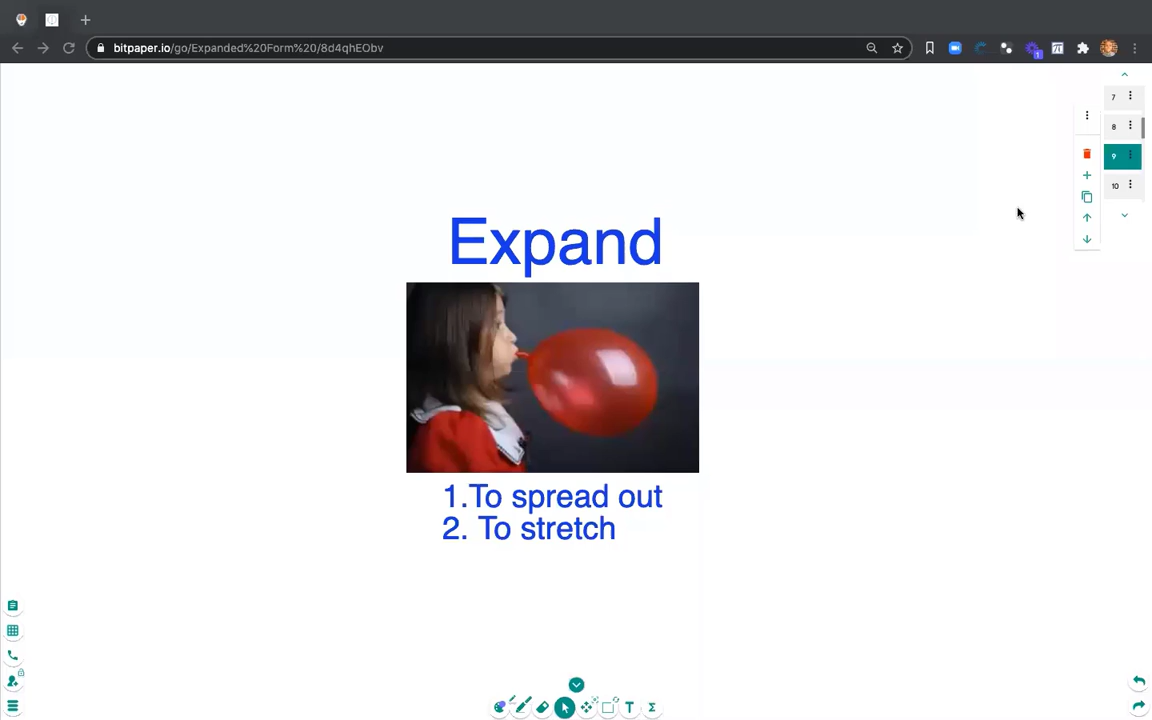 bitpaper.io/go/Expanded%20Form%20/8d4qhEObv
7
8
9
10
Expand
1.To spread out
2. To stretch